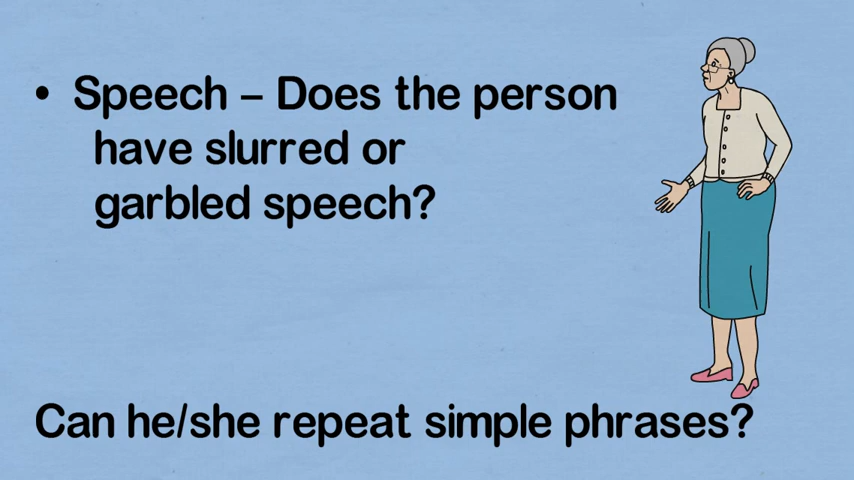 • Speech – Does the person
have slurred or
garbled speech?
Can he/she repeat simple phrases?